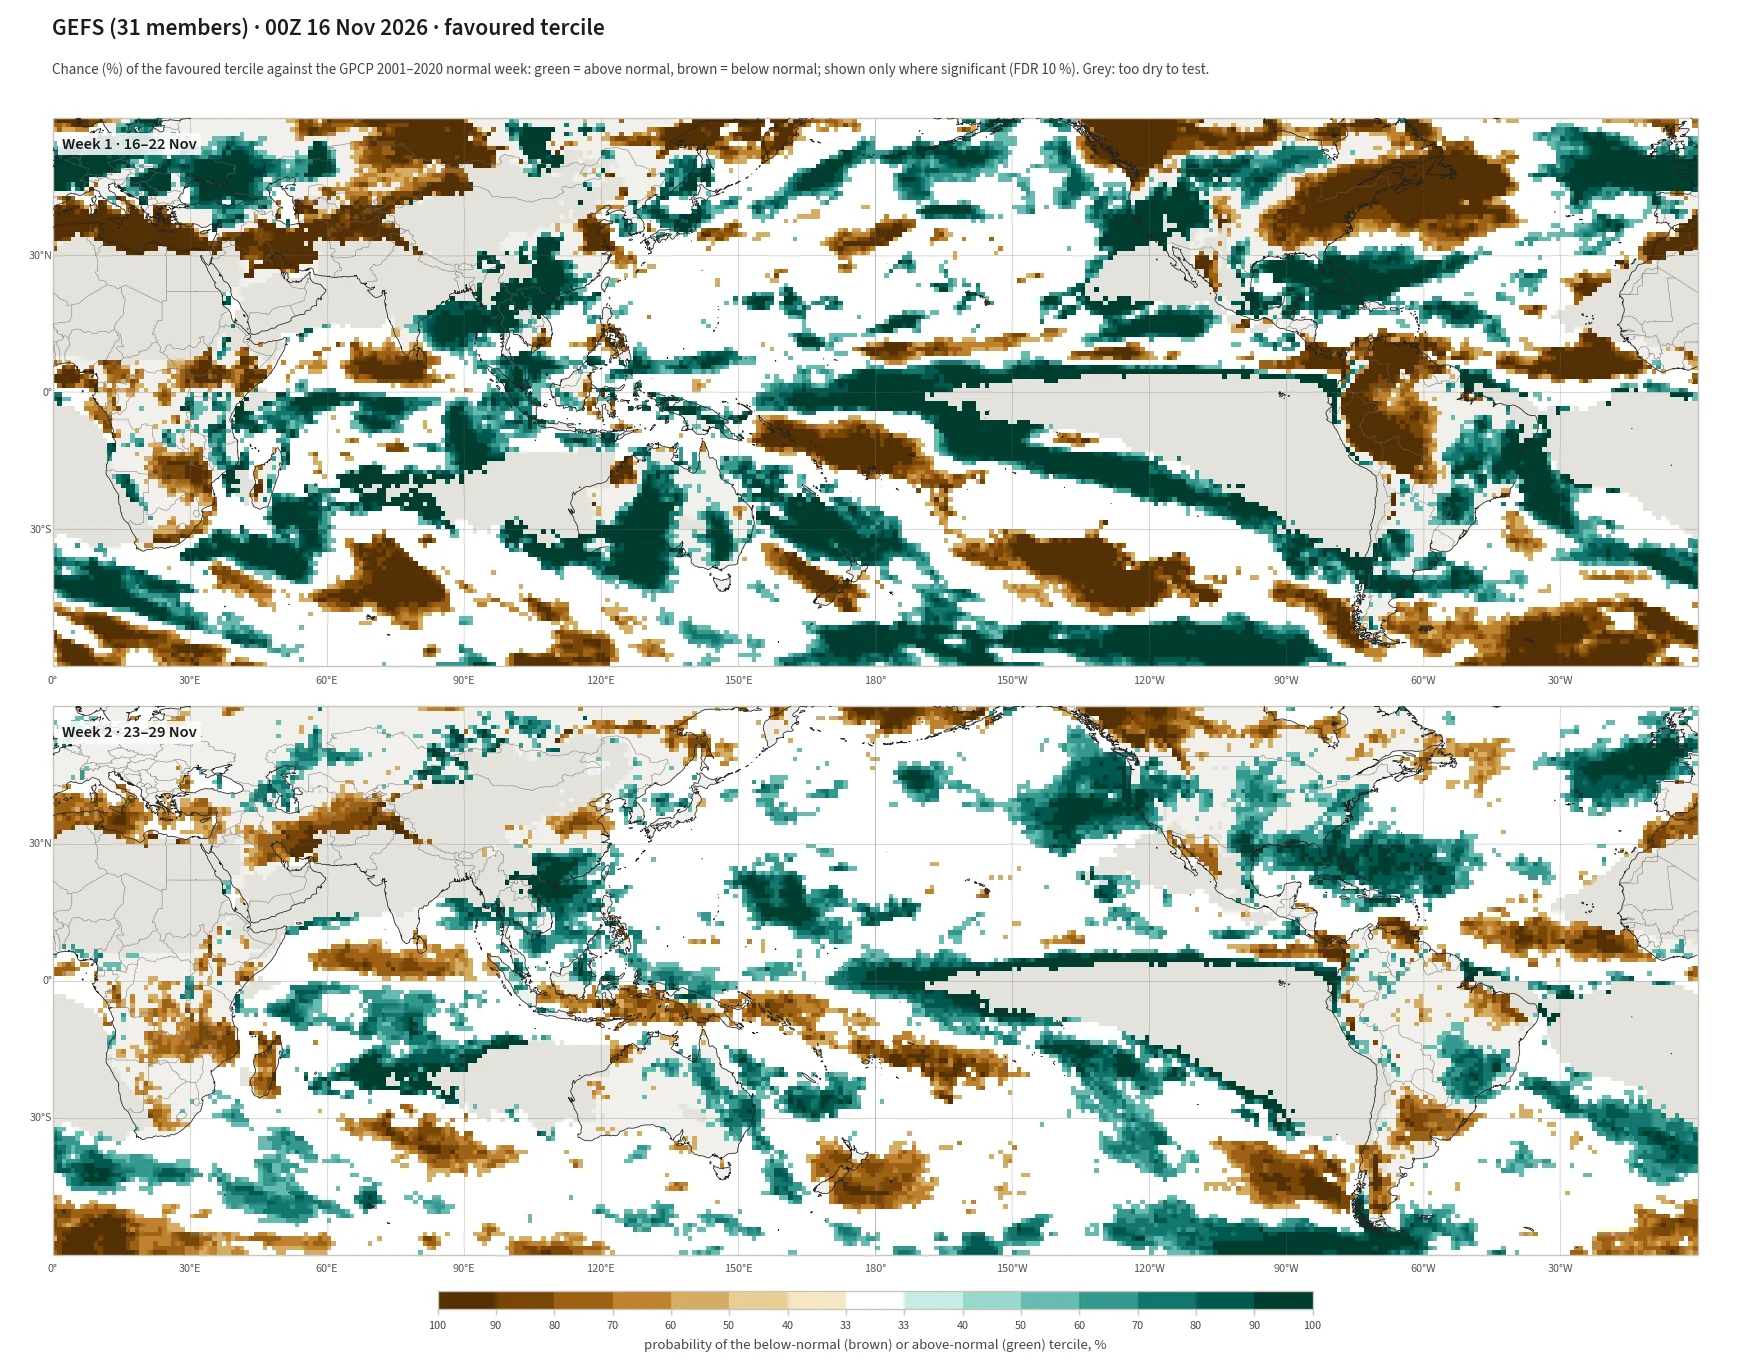 GEFS (31 members) · 00Z 16 Nov 2026 · favoured tercile
Chance (%) of the favoured tercile against the GPCP 2001–2020 normal week: green = above normal, brown = below normal; shown only where significant (FDR 10 %). Grey: too dry to test.
Week 1 · 16–22 Nov
30°N
0°
30°S
0° 30°E 60°E 90°E 120°E 150°E 180° 150°W 120°W 90°W 60°W 30°W
Week 2 · 23–29 Nov
30°N
0°
30°S
0° 30°E 60°E 90°E 120°E 150°E 180° 150°W 120°W 90°W 60°W 30°W
100 90 80 70 60 50 40 33 33 40 50 60 70 80 90 100
probability of the below-normal (brown) or above-normal (green) tercile, %